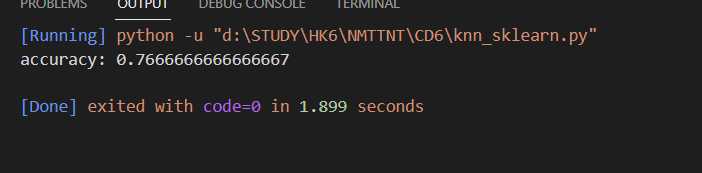 PROBLEMS OUTPUT DEBUG CONSOLE TERMINAL
[Running] python -u "d:\STUDY\HK6\NMTTNT\CD6\knn_sklearn.py"
accuracy: 0.7666666666666667
[Done] exited with code=0 in 1.899 seconds